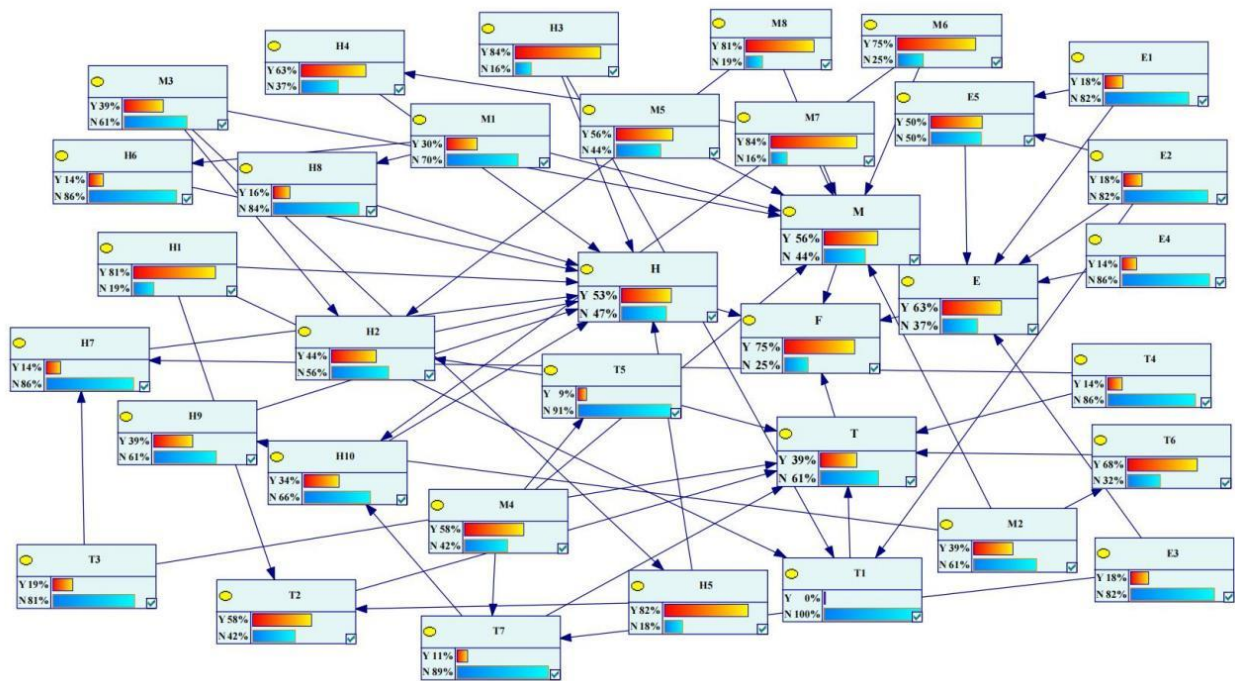 H3
Y 84%
N 16%
M8
Y 81%
N 19%
M6
Y 75%
N 25%
H4
Y 63%
N 37%
E1
Y 18%
N 82%
M3
Y 39%
N 61%
E5
Y 50%
N 50%
M5
Y 56%
N 44%
M7
Y 84%
N 16%
M1
Y 30%
N 70%
H6
Y 14%
N 86%
H8
Y 16%
N 84%
E2
Y 18%
N 82%
M
Y 56%
N 44%
H1
Y 81%
N 19%
E4
Y 14%
N 86%
H
Y 53%
N 47%
E
Y 63%
N 37%
F
Y 75%
N 25%
H2
Y 44%
N 56%
H7
Y 14%
N 86%
T5
Y 9%
N 91%
T4
Y 14%
N 86%
H9
Y 39%
N 61%
T
Y 39%
N 61%
T6
Y 68%
N 32%
H10
Y 34%
N 66%
M4
Y 58%
N 42%
M2
Y 39%
N 61%
T3
Y 19%
N 81%
E3
Y 18%
N 82%
T1
Y 0%
N 100%
H5
Y 82%
N 18%
T2
Y 58%
N 42%
T7
Y 11%
N 89%